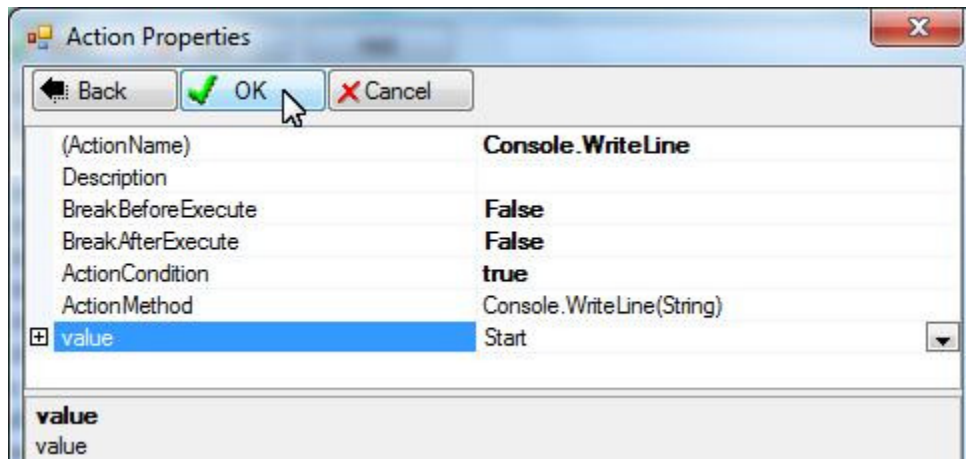 Action Properties
Back OK Cancel
(ActionName) Console.WriteLine
Description
BreakBeforeExecute False
BreakAfterExecute False
ActionCondition true
ActionMethod Console.WriteLine(String)
value Start
value
value